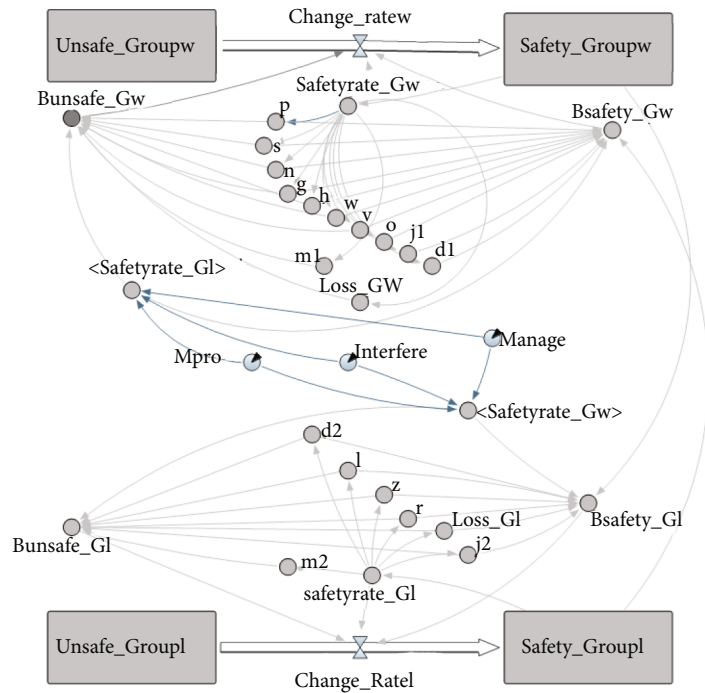 Change_ratew
Unsafe_Groupw
Safety_Groupw
Bunsafe_Gw
Safetyrate_Gw
Bsafety_Gw
p
s
n
g
h
w
v
o
j1
d1
m1
<Safetyrate_Gl>
Loss_GW
Manage
Mpro
Interfere
<Safetyrate_Gw>
d2
l
z
r
Loss_Gl
Bsafety_Gl
Bunsafe_Gl
j2
m2
safetyrate_Gl
Unsafe_Groupl
Safety_Groupl
Change_Ratel